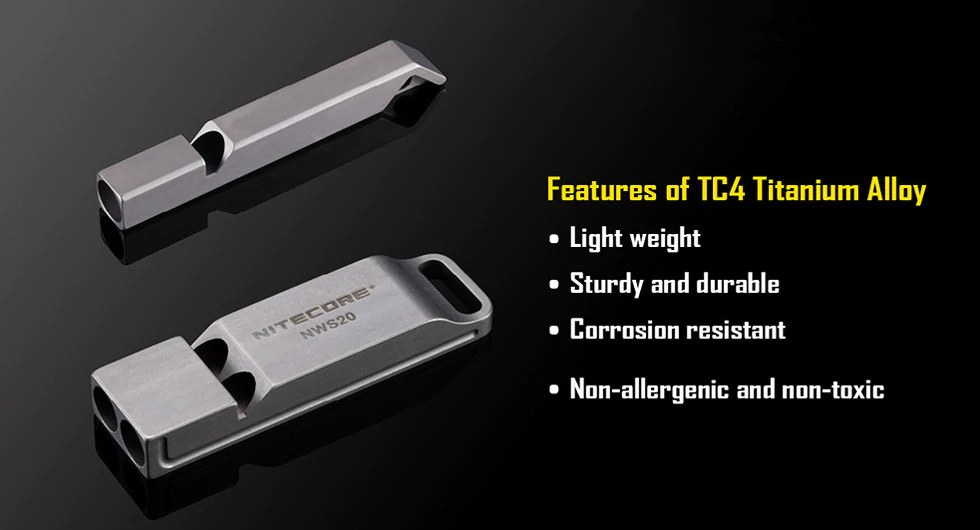 Features of TC4 Titanium Alloy
• Light weight
• Sturdy and durable
• Corrosion resistant
• Non-allergenic and non-toxic
NITECORE®
NWS20